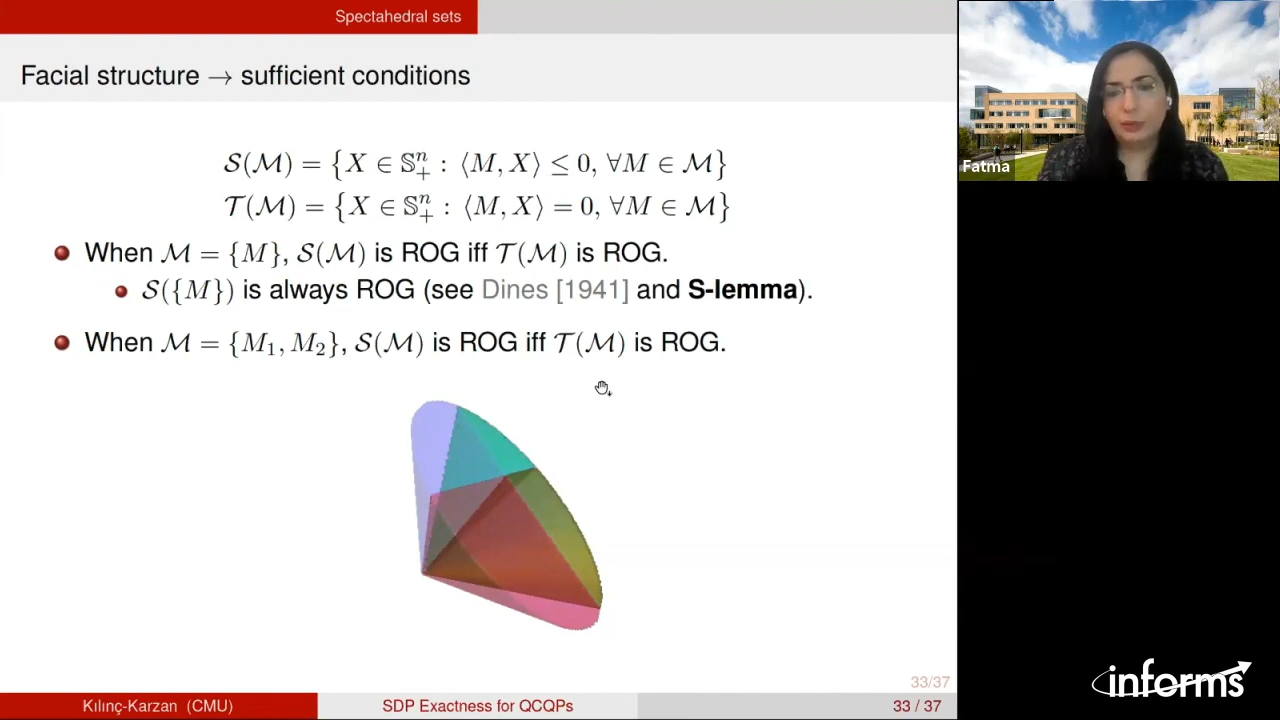 Spectahedral sets
Facial structure → sufficient conditions
𝒮(ℳ) = {X ∈ 𝕊ⁿ₊ : ⟨M, X⟩ ≤ 0, ∀M ∈ ℳ}
𝒯(ℳ) = {X ∈ 𝕊ⁿ₊ : ⟨M, X⟩ = 0, ∀M ∈ ℳ}
When ℳ = {M}, 𝒮(ℳ) is ROG iff 𝒯(ℳ) is ROG.
𝒮({M}) is always ROG (see Dines [1941] and S-lemma).
When ℳ = {M₁, M₂}, 𝒮(ℳ) is ROG iff 𝒯(ℳ) is ROG.
33/37
Kılınç-Karzan (CMU) SDP Exactness for QCQPs 33 / 37
Fatma
informs